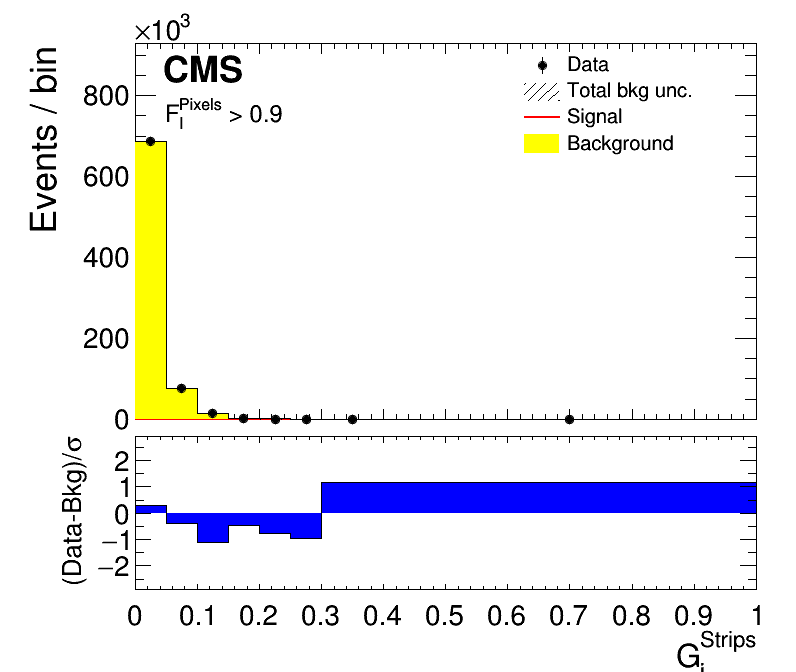 ×10³
CMS
F_l^Pixels > 0.9
Data
Total bkg unc.
Signal
Background
Events / bin
800
600
400
200
0
(Data-Bkg)/σ
2
1
0
−1
−2
0 0.1 0.2 0.3 0.4 0.5 0.6 0.7 0.8 0.9 1
G_i^Strips